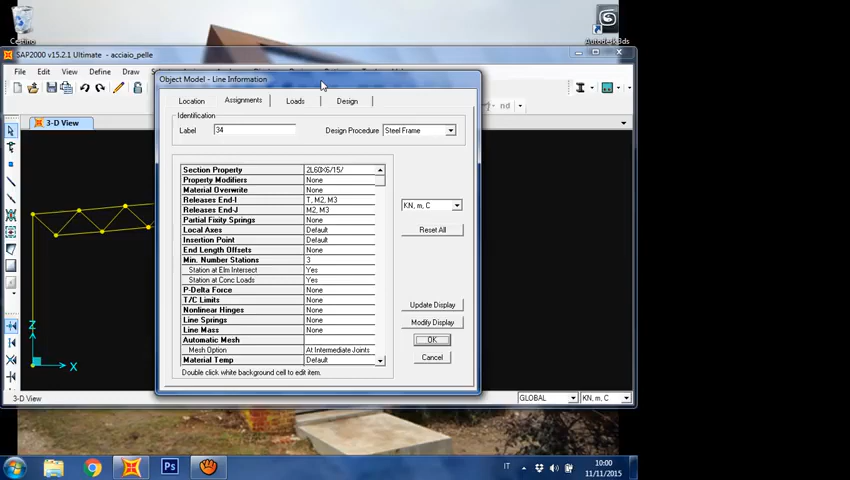 Cestino
Autodesk3ds
SAP2000 v15.2.1 Ultimate - acciaio_pelle
File Edit View Define Draw
Object Model - Line Information
Location Assignments Loads Design
Identification
Label 34 Design Procedure Steel Frame
3-D View
Section Property 2L60X6/15/
Property Modifiers None
Material Overwrite None
Releases End-I T, M2, M3
Releases End-J M2, M3
Partial Fixity Springs None
Local Axes Default
Insertion Point Default
End Length Offsets None
Min. Number Stations 3
Station at Elm Intersect Yes
Station at Conc Loads Yes
P-Delta Force None
T/C Limits None
Nonlinear Hinges None
Line Springs None
Line Mass None
Automatic Mesh
Mesh Option At Intermediate Joints
Material Temp Default
Double click white background cell to edit item.
KN, m, C
Reset All
Update Display
Modify Display
OK
Cancel
Z
X
3-D View GLOBAL KN, m, C
Ps
IT
10:00
11/11/2015